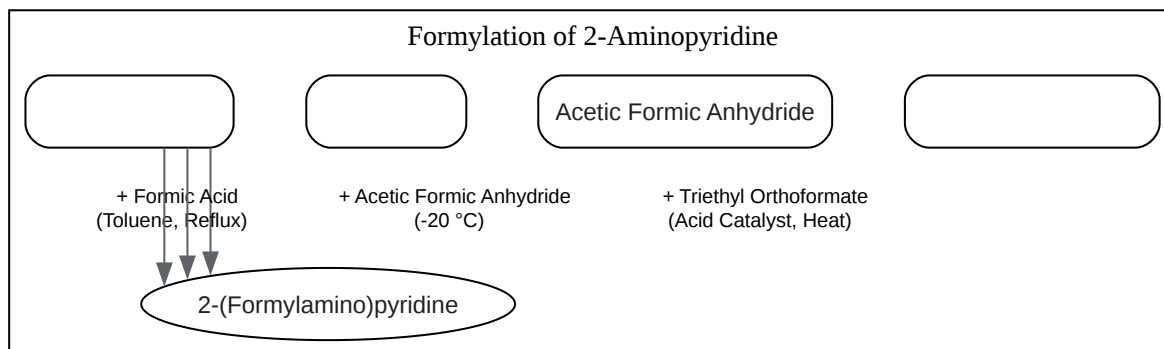 Formylation of 2-Aminopyridine
Acetic Formic Anhydride
+ Formic Acid
(Toluene, Reflux)
+ Acetic Formic Anhydride
(-20 °C)
+ Triethyl Orthoformate
(Acid Catalyst, Heat)
2-(Formylamino)pyridine